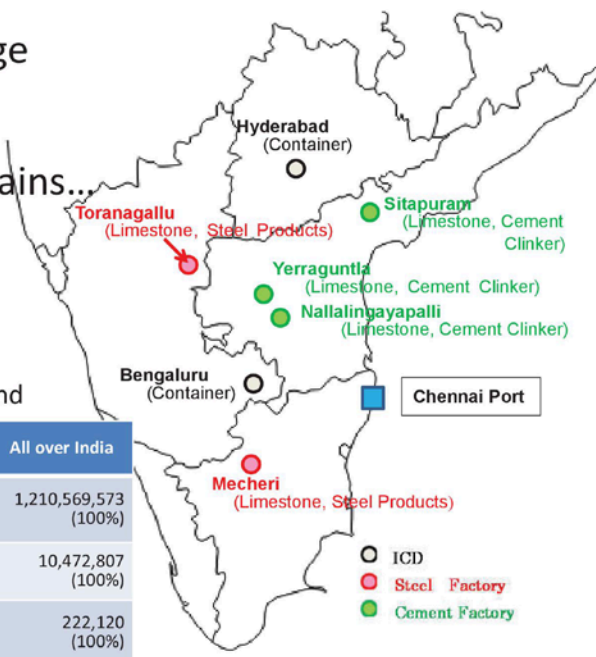 ge
ains...
Hyderabad
(Container)
Sitapuram
(Limestone, Cement
Clinker)
Toranagallu
(Limestone, Steel Products)
Yerraguntla
(Limestone, Cement Clinker)
Nallalingayapalli
(Limestone, Cement Clinker)
Bengaluru
(Container)
nd
Chennai Port
All over India
Mecheri
(Limestone, Steel Products)
1,210,569,573
(100%)
10,472,807
(100%)
222,120
(100%)
ICD
Steel Factory
Cement Factory